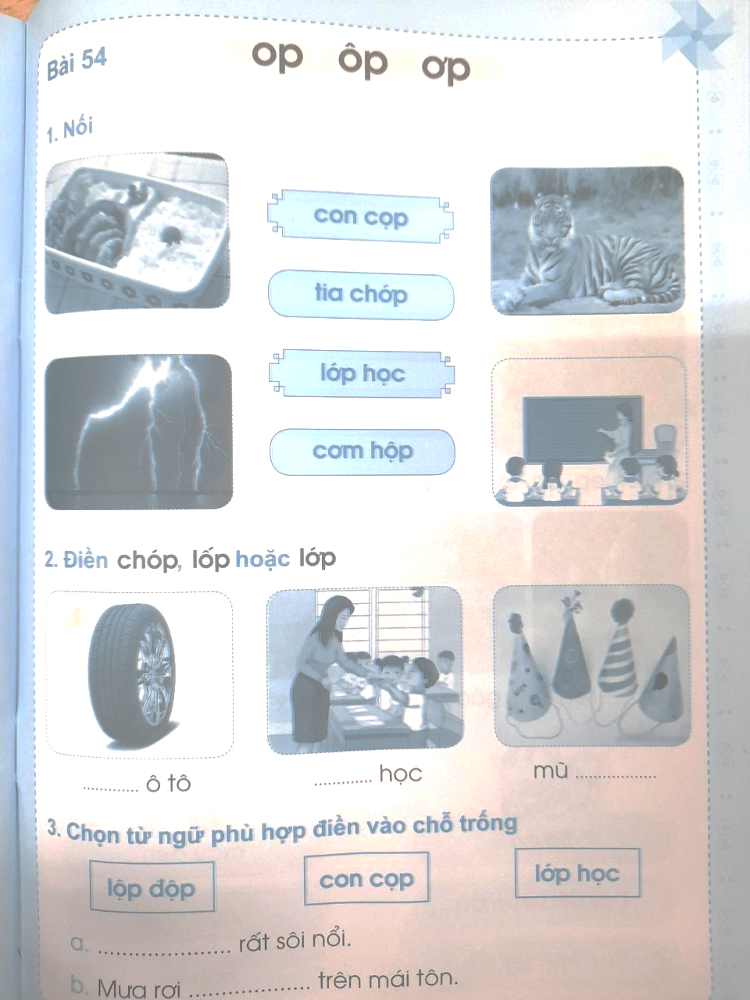 Bài 54
op ôp ơp
1. Nối
con cọp
tia chớp
lớp học
cơm hộp
2. Điền chóp, lốp hoặc lớp
............ ô tô
............ học
mũ .................
3. Chọn từ ngữ phù hợp điền vào chỗ trống
lộp độp
con cọp
lớp học
a. ..................... rất sôi nổi.
b. Mưa rơi ................... trên mái tôn.